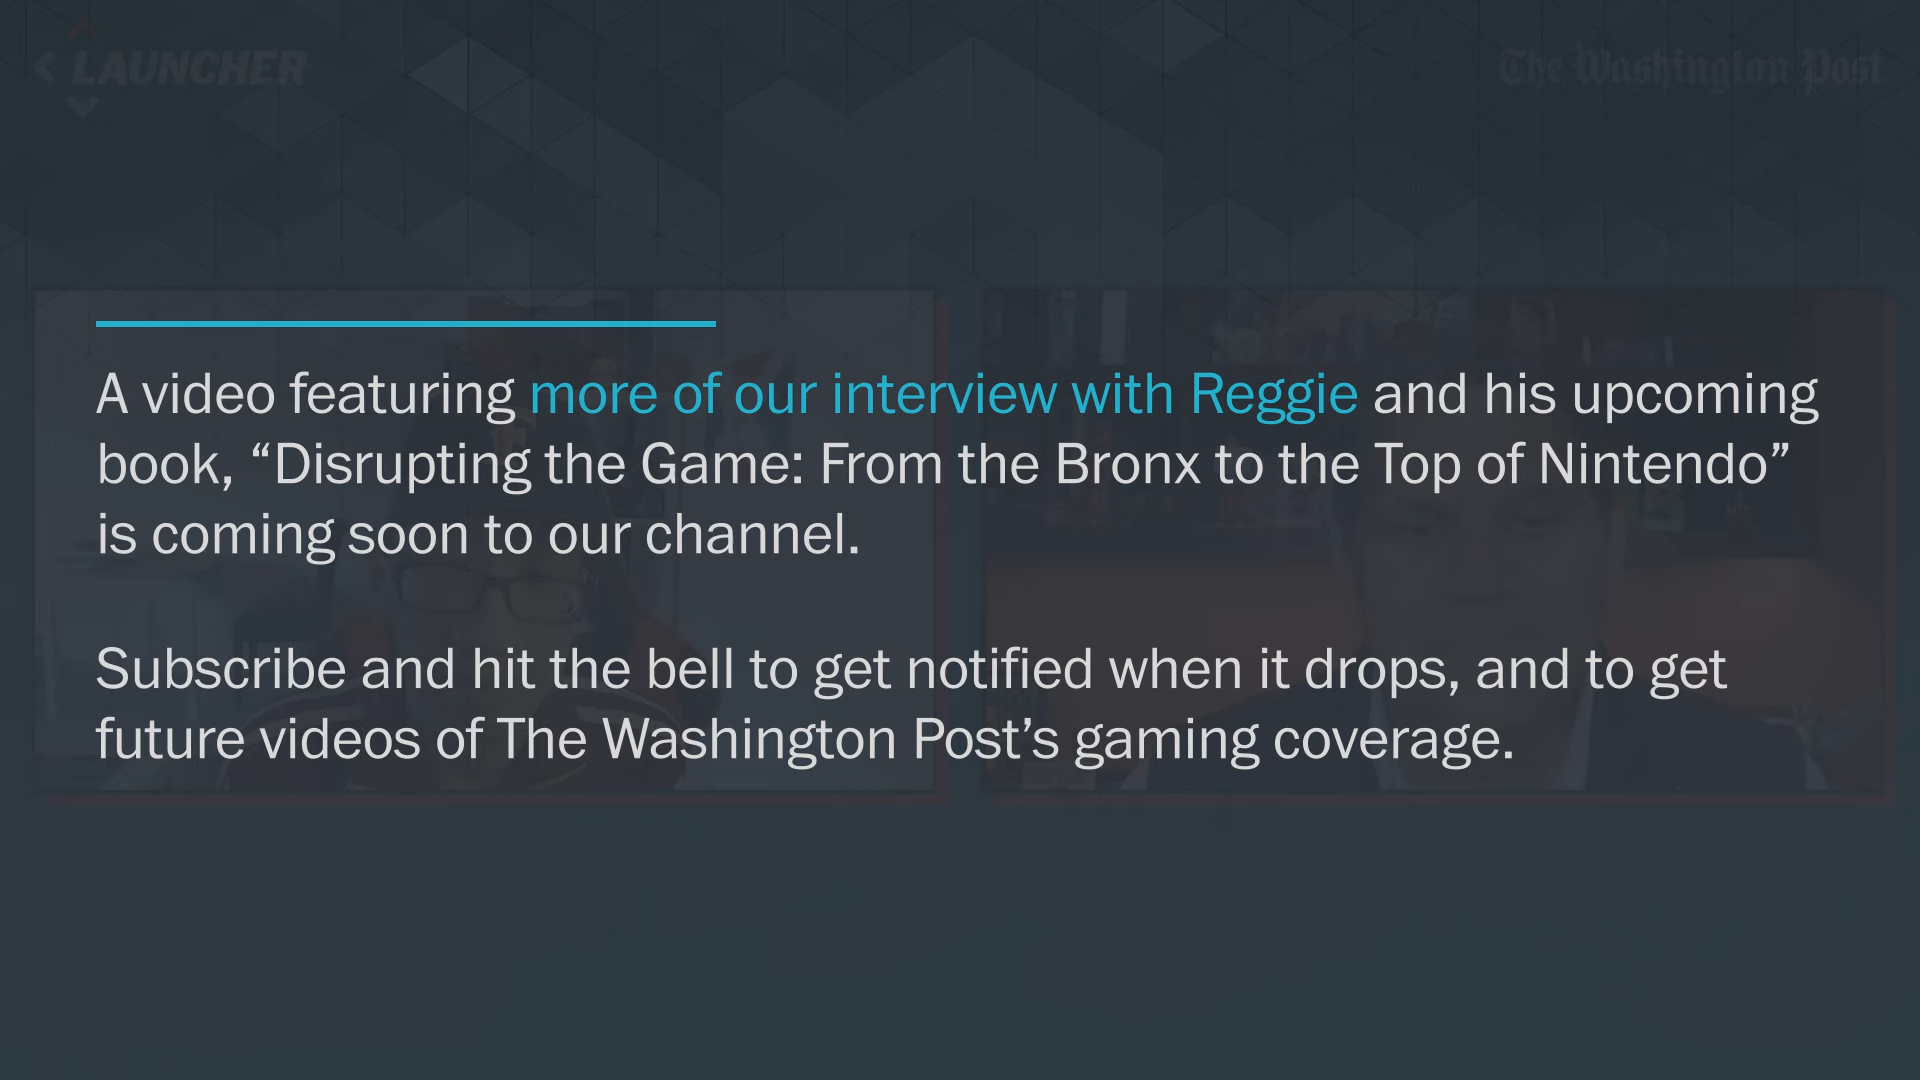 LAUNCHER
The Washington Post
A video featuring more of our interview with Reggie and his upcoming
book, “Disrupting the Game: From the Bronx to the Top of Nintendo”
is coming soon to our channel.
Subscribe and hit the bell to get notified when it drops, and to get
future videos of The Washington Post’s gaming coverage.